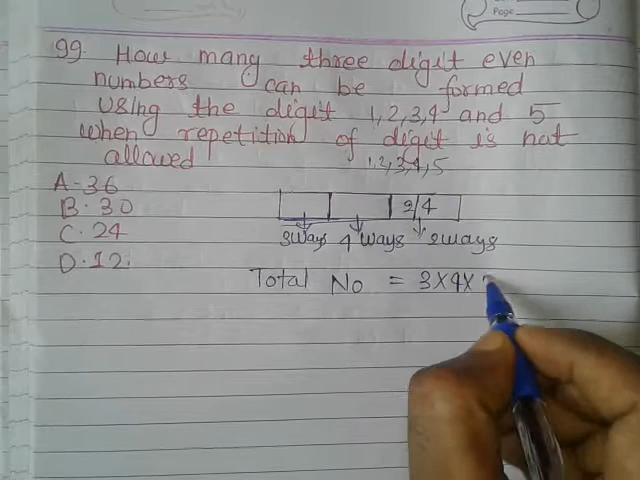 Page
99. How many three digit even
numbers can be formed
using the digit 1,2,3,4 and 5
when repetition of digit is not
allowed 1,2,3,4,5
A-36
B. 30
C. 24
D. 12.
2/4
3ways 4 ways 2ways
Total No = 3×4×